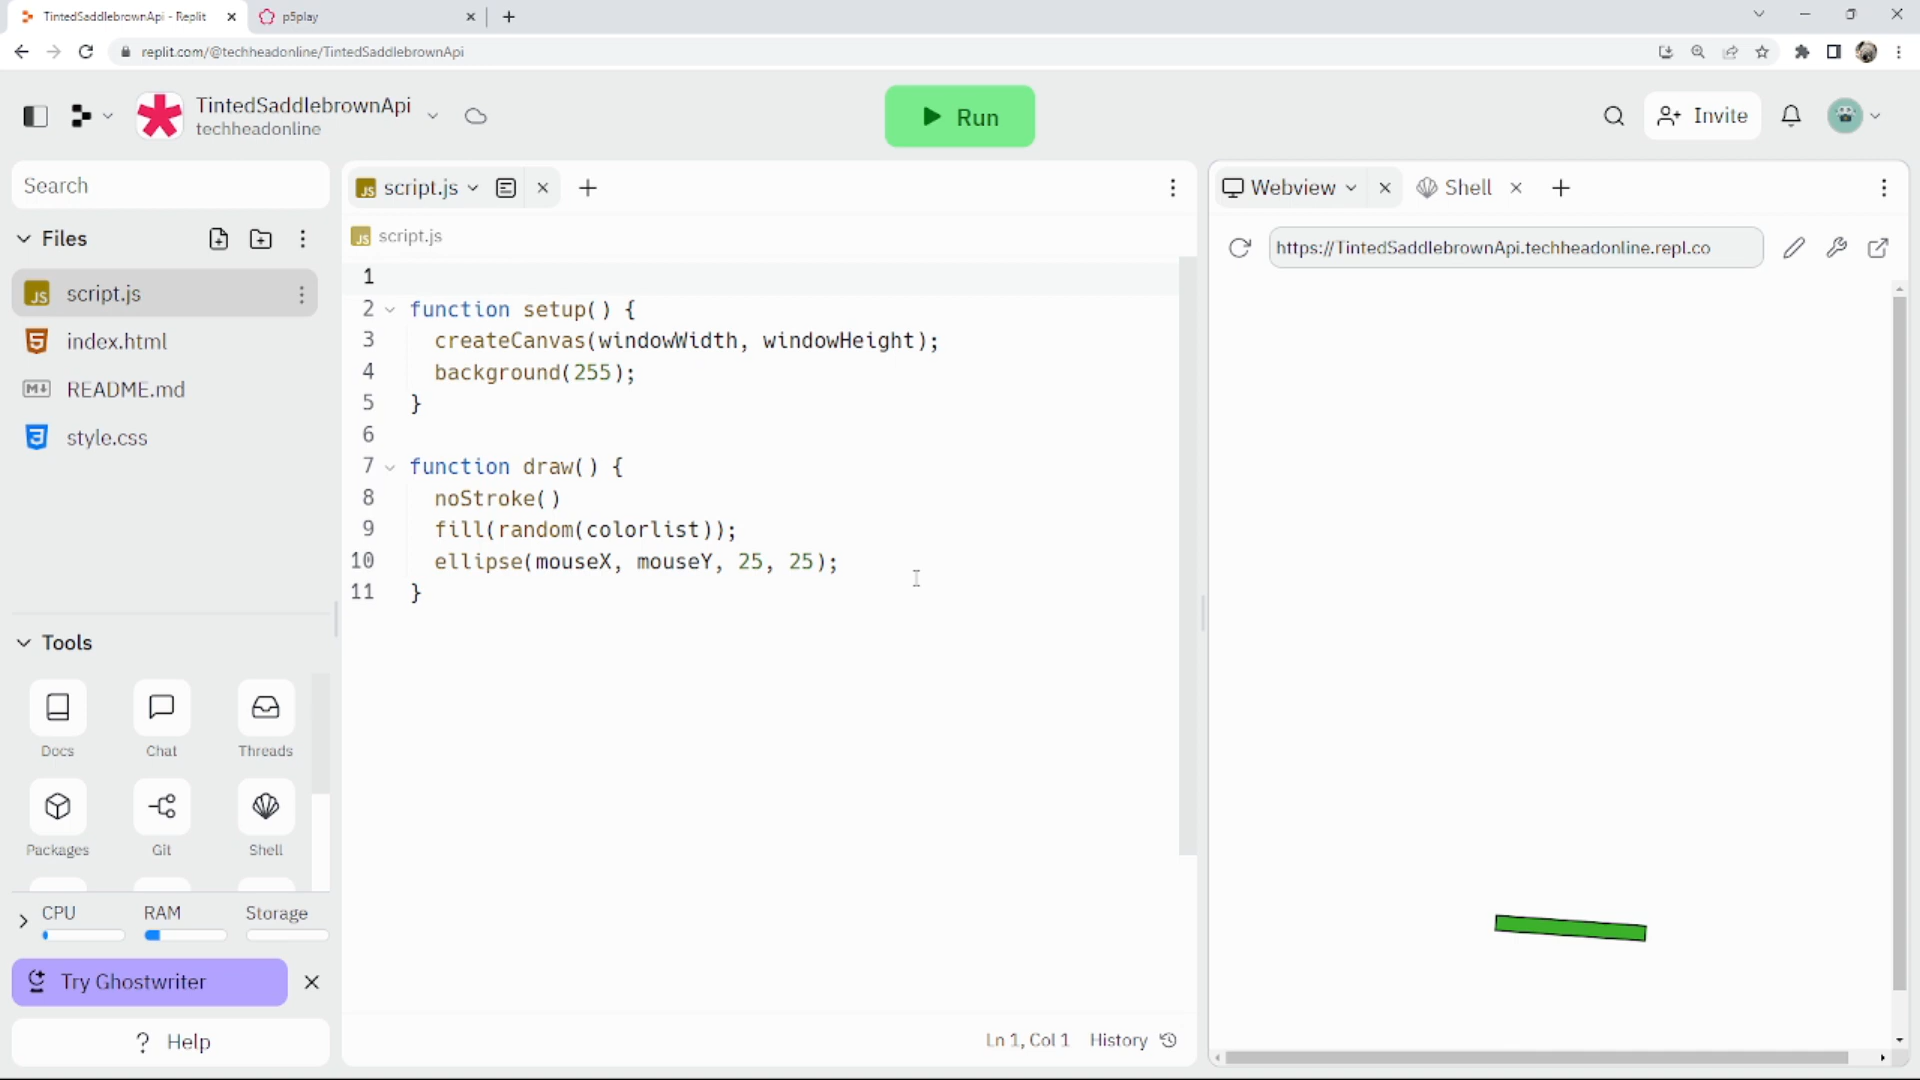 TintedSaddlebrownApi - Replit
p5play
replit.com/@techheadonline/TintedSaddlebrownApi
TintedSaddlebrownApi
techheadonline
Run
Invite
Search
Files
script.js
index.html
README.md
style.css
Tools
Docs
Chat
Threads
Packages
Git
Shell
CPU
RAM
Storage
Try Ghostwriter
? Help
JS script.js
JS script.js
1
2 function setup() {
3 createCanvas(windowWidth, windowHeight);
4 background(255);
5 }
6
7 function draw() {
8 noStroke()
9 fill(random(colorlist));
10 ellipse(mouseX, mouseY, 25, 25);
11 }
Ln 1, Col 1 History
Webview
Shell
https://TintedSaddlebrownApi.techheadonline.repl.co